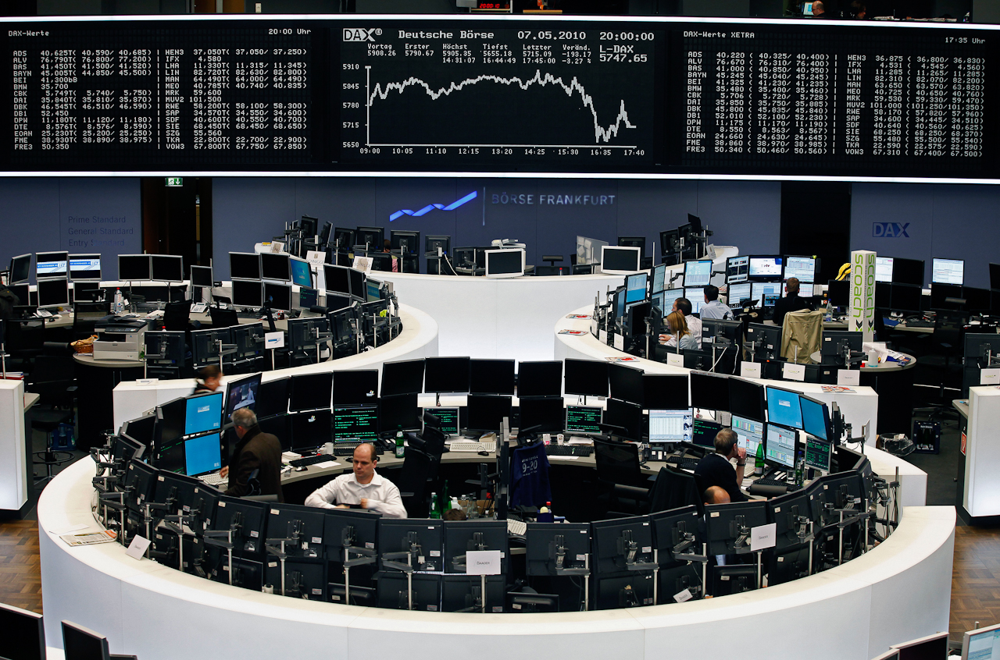 20:00:10
DAX-Werte 20:00 Uhr
ADS 40,625T( 40,590/ 40,685) | HEN3 37,050T( 37,050/ 37,250)
ALV 76,790T( 76,800/ 77,200) | IFX 4,580
BAS 41,450T( 41,500/ 41,520) | LHA 11,330T( 11,315/ 11,345)
BAYN 45,005T( 44,850/ 45,500) | LIN 82,720T( 82,630/ 82,800)
BEI 41,300bB | MAN 64,490T( 64,000/ 64,490)
BMW 35,700 | MEO 40,785T( 40,740/ 40,835)
CBK 5,749T( 5,740/ 5,750) | MRK 59,600
DAI 35,840T( 35,810/ 35,870) | MUV2 101,500
DBK 46,545T( 46,510/ 46,590) | RWE 58,200T( 58,100/ 58,300)
DB1 52,450 | SAP 34,570T( 34,550/ 34,600)
DPW 11,180T( 11,120/ 11,180) | SDF 40,600T( 40,550/ 40,700)
DTE 8,576T( 8,576/ 8,590) | SIE 68,450T( 68,450/ 68,650)
EOAN 25,230T( 25,200/ 25,250) | SZG 55,560
FME 38,930T( 38,890/ 38,975) | TKA 22,800T( 22,700/ 22,900)
FRE3 50,350 | VOW3 67,800T( 67,750/ 67,850)
DAX® Deutsche Börse 07.05.2010 20:00:00
Vortag Erster Höchst Tiefst Letzter Veränd. L-DAX
5908.26 5790.67 5905.35 5655.18 5715.09 -193.17 5747.65
14:31:07 16:44:49 17:45:00 -3.27 %
5910
5845
5780
5715
5650
09:00 10:05 11:10 12:15 13:20 14:25 15:30 16:35 17:40
DAX-Werte XETRA 17:35 Uhr
ADS 40,220 ( 40,325/ 40,400) | HEN3 36,875 ( 36,800/ 36,830)
ALV 76,670 ( 76,310/ 76,400) | IFX 4,531 ( 4,545/ 4,560)
BAS 41,000 ( 40,850/ 40,950) | LHA 11,285 ( 11,265/ 11,285)
BAYN 45,245 ( 45,040/ 45,245) | LIN 82,310 ( 82,070/ 82,200)
BEI 41,325 ( 41,230/ 41,235) | MAN 63,650 ( 63,570/ 63,770)
BMW 35,480 ( 35,400/ 35,460) | MEO 40,725 ( 40,650/ 40,760)
CBK 5,706 ( 5,720/ 5,728) | MRK 59,530 ( 59,330/ 59,470)
DAI 35,850 ( 35,750/ 35,885) | MUV2 101,000 (101,250/101,350)
DBK 45,800 ( 45,835/ 45,840) | RWE 58,170 ( 57,820/ 57,960)
DB1 52,010 ( 52,100/ 52,230) | SAP 34,600 ( 34,445/ 34,510)
DPW 11,175 ( 11,170/ 11,190) | SDF 40,640 ( 40,560/ 40,625)
DTE 8,550 ( 8,563/ 8,567) | SIE 68,250 ( 68,250/ 68,370)
EOAN 24,660 ( 24,630/ 24,645) | SZG 55,480 ( 55,500/ 55,540)
FME 38,860 ( 38,970/ 38,985) | TKA 22,590 ( 22,575/ 22,590)
FRE3 50,340 ( 50,460/ 50,560) | VOW3 67,310 ( 67,400/ 67,500)
BÖRSE FRANKFURT
Prime Standard
General Standard
Entry Standard
DAX
scoach
scoach
9-20
BAADER